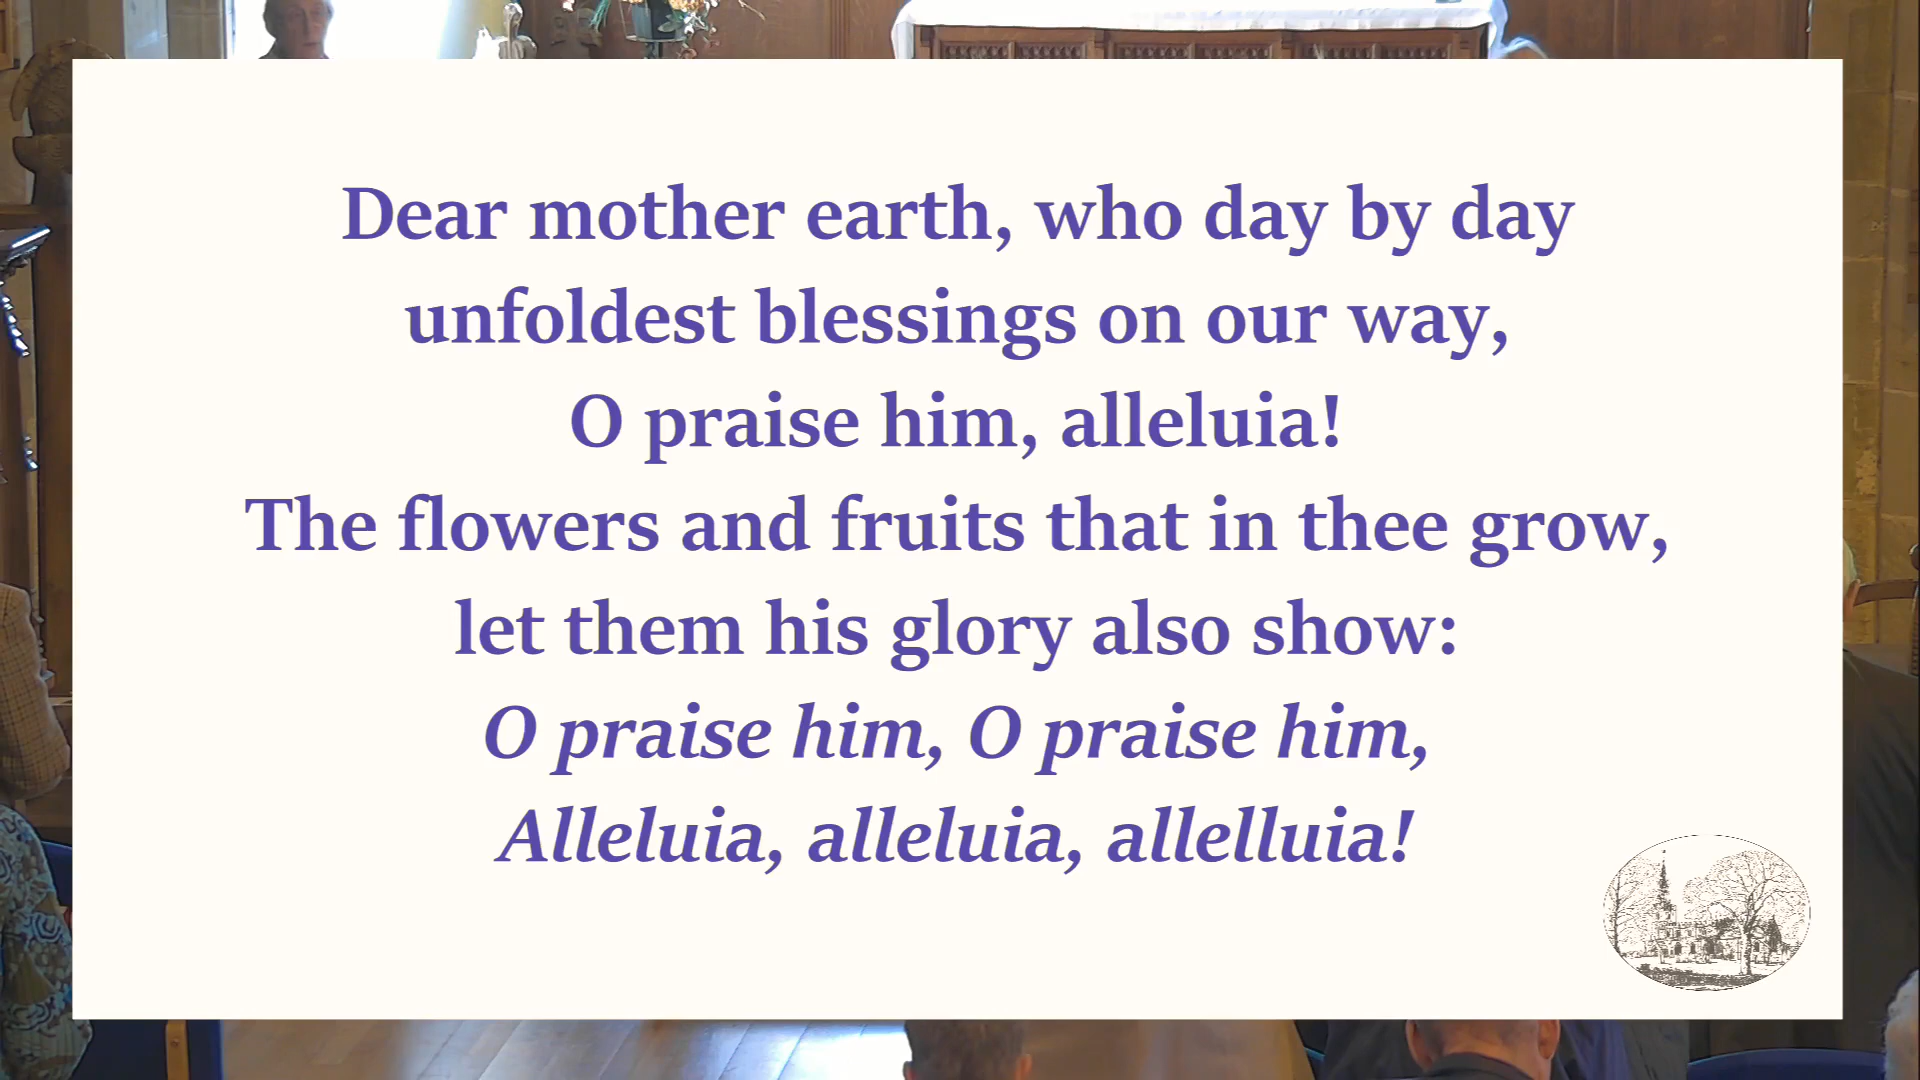 Dear mother earth, who day by day
unfoldest blessings on our way,
O praise him, alleluia!
The flowers and fruits that in thee grow,
let them his glory also show:
O praise him, O praise him,
Alleluia, alleluia, allelluia!